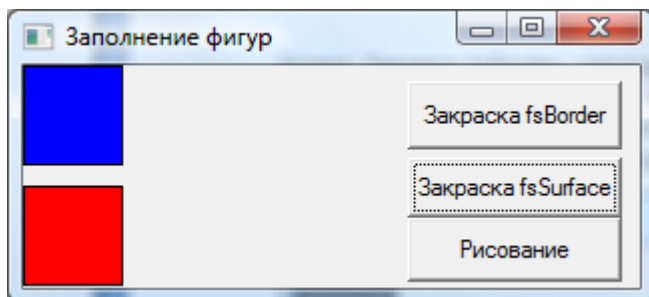 Заполнение фигур
Закраска fsBorder
Закраска fsSurface
Рисование